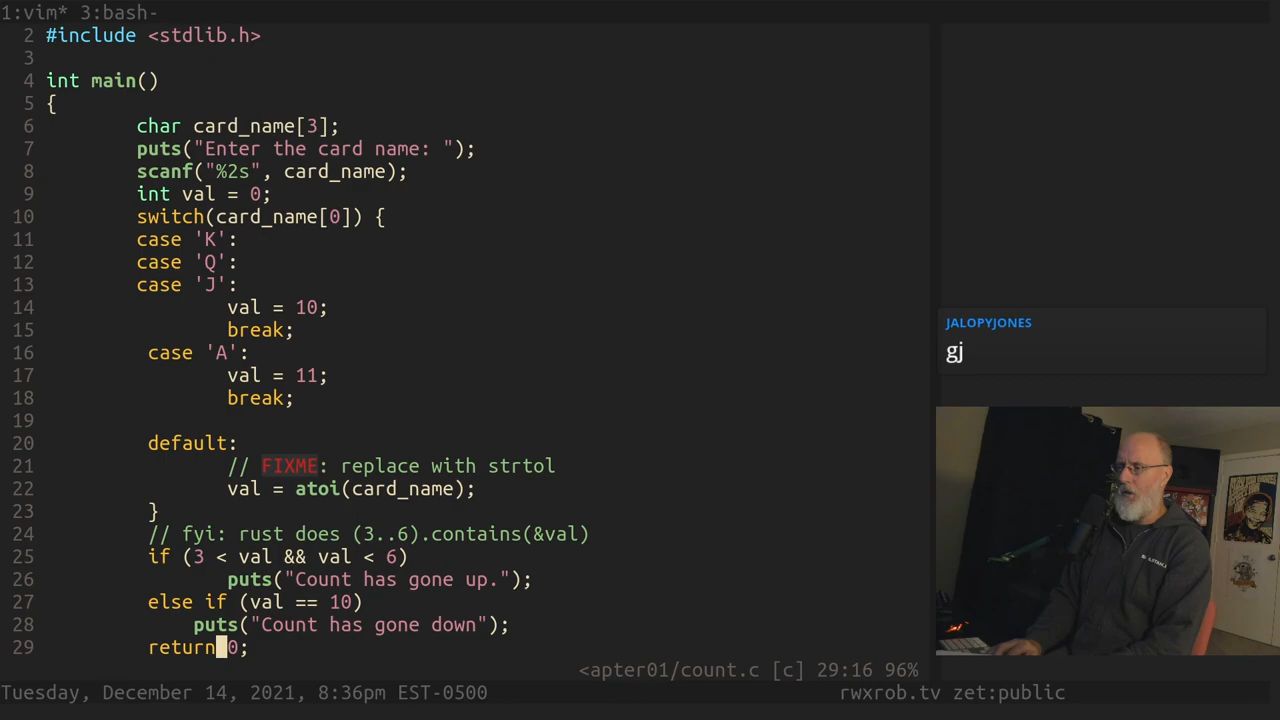 1:vim* 3:bash-
2 #include <stdlib.h>
3
4 int main()
5 {
6 char card_name[3];
7 puts("Enter the card name: ");
8 scanf("%2s", card_name);
9 int val = 0;
10 switch(card_name[0]) {
11 case 'K':
12 case 'Q':
13 case 'J':
14 val = 10;
15 break;
16 case 'A':
17 val = 11;
18 break;
19
20 default:
21 // FIXME: replace with strtol
22 val = atoi(card_name);
23 }
24 // fyi: rust does (3..6).contains(&val)
25 if (3 < val && val < 6)
26 puts("Count has gone up.");
27 else if (val == 10)
28 puts("Count has gone down");
29 return 0;
<apter01/count.c [c] 29:16 96%
Tuesday, December 14, 2021, 8:36pm EST-0500 rwxrob.tv zet:public
JALOPYJONES
gj